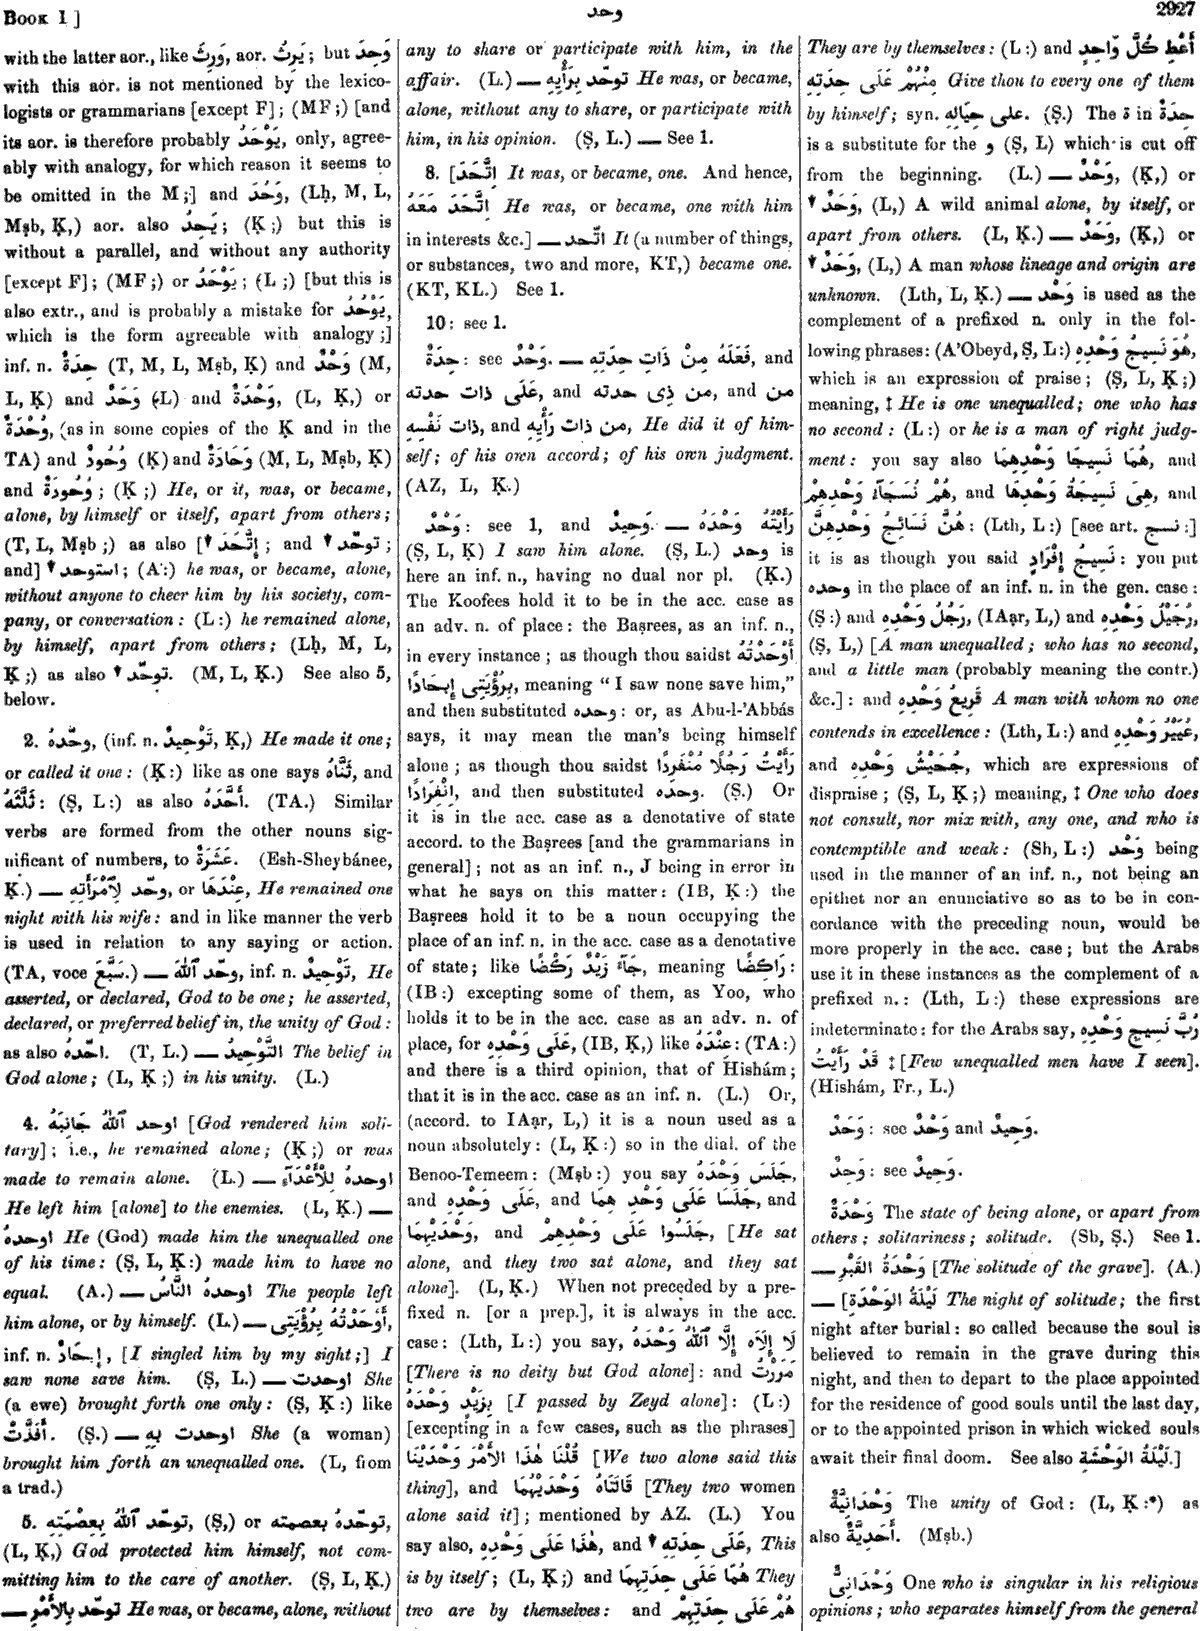 BOOK I ]
وحد
2927
with the latter aor., like وَرِثَ, aor. يَرِثُ; but وَحِدَ
with this aor. is not mentioned by the lexico-
logists or grammarians [except F]; (MF;) [and
its aor. is therefore probably يَوْحَدُ, only, agree-
ably with analogy, for which reason it seems to
be omitted in the M;] and وَحُدَ, (Lḥ, M, L,
Mṣb, Ḳ,) aor. also يَحِدُ; (Ḳ;) but this is
without a parallel, and without any authority
[except F]; (MF;) or يَوْحَدُ; (L;) [but this is
also extr., and is probably a mistake for يَوْحُدُ,
which is the form agreeable with analogy;]
inf. n. حِدَةٌ (T, M, L, Mṣb, Ḳ) and وَحْدٌ (M,
L, Ḳ) and وَحَدٌ (L) and وَحْدَةٌ, (L, Ḳ,) or
وُحْدَةٌ, (as in some copies of the Ḳ and in the
TA) and وُحُودٌ (Ḳ) and وَحَادَةٌ (M, L, Mṣb, Ḳ)
and وُحُودَةٌ; (Ḳ;) He, or it, was, or became,
alone, by himself or itself, apart from others;
(T, L, Mṣb;) as also [إِتَّحَدَ; and توحّد;
and] استوحد; (A:) he was, or became, alone,
without anyone to cheer him by his society, com-
pany, or conversation: (L:) he remained alone,
by himself, apart from others; (Lḥ, M, L,
Ḳ;) as also توحّد. (M, L, Ḳ.) See also 5,
below.
2. وحّدهُ, (inf. n. تَوْحِيدٌ, Ḳ,) He made it one;
or called it one: (Ḳ:) like as one says ثَنَّاهُ, and
ثَلَّثَهُ: (Ṣ, L:) as also أَحَّدَهُ. (TA.) Similar
verbs are formed from the other nouns sig-
nificant of numbers, to عَشَرَةٌ. (Esh-Sheybánee,
Ḳ.) — وحّد لِٱمْرَأَتِهِ, or عِنْدَهَا, He remained one
night with his wife: and in like manner the verb
is used in relation to any saying or action.
(TA, voce سَبَّعَ.) — وحّد ٱللّٰهَ, inf. n. تَوْحِيدٌ, He
asserted, or declared, God to be one; he asserted,
declared, or preferred belief in, the unity of God:
as also احّدهُ. (T, L.) — التَّوْحِيدُ The belief in
God alone; (L, Ḳ;) in his unity. (L.)
4. اوحد ٱللّٰهُ جَانِبَهُ [God rendered him soli-
tary]; i.e., he remained alone; (Ḳ;) or was
made to remain alone. (L.) — اوحدهُ لِلْأَعْدَآءِ
He left him [alone] to the enemies. (L, Ḳ.) —
اوحدهُ He (God) made him the unequalled one
of his time: (Ṣ, L, Ḳ:) made him to have no
equal. (A.) — اوحدهُ النَّاسُ The people left
him alone, or by himself. (L.) — أَوْحَدْتُهُ بِرُؤْيَتِى,
inf. n. إِيحَادٌ, [I singled him by my sight;] I
saw none save him. (Ṣ, L.) — اوحدت She
(a ewe) brought forth one only: (Ṣ, Ḳ:) like
أَفَذَّتْ. (Ṣ.) — اوحدت بِهِ She (a woman)
brought him forth an unequalled one. (L, from
a trad.)
5. توحّد ٱللّٰهُ بِعِصْمَتِهِ, (Ṣ,) or توحّدهُ بعصمته,
(L, Ḳ,) God protected him himself, not com-
mitting him to the care of another. (Ṣ, L, Ḳ.)
— توحّد بِالأَمْرِ He was, or became, alone, without
any to share or participate with him, in the
affair. (L.) — توحّد بِرَأْيِهِ He was, or became,
alone, without any to share, or participate with
him, in his opinion. (Ṣ, L.) — See 1.
8. [اِتَّحَدَ It was, or became, one. And hence,
اِتَّحَدَ مَعَهُ He was, or became, one with him
in interests &c.] — اتّحد It (a number of things,
or substances, two and more, KT,) became one.
(KT, KL.) See 1.
10: see 1.
حِدَةٌ: see وَحْدٌ. — فَعَلَهُ مِنْ ذَاتِ حِدَتِهِ, and
عَلَى ذات حدته, and من ذِى حدته, and من
ذات نَفْسِهِ, and من ذات رَأْيِهِ, He did it of him-
self; of his own accord; of his own judgment.
(AZ, L, Ḳ.)
وَحْدٌ: see 1, and وَحِيدٌ. — رَأَيْتُهُ وَحْدَهُ
(Ṣ, L, Ḳ) I saw him alone. (Ṣ, L.) وحد is
here an inf. n., having no dual nor pl. (Ḳ.)
The Koofees hold it to be in the acc. case as
an adv. n. of place: the Baṣrees, as an inf. n.,
in every instance; as though thou saidst أَوْحَدْتُهُ
بِرُؤْيَتِى إِيحَادًا, meaning "I saw none save him,"
and then substituted وحده: or, as Abu-l-'Abbás
says, it may mean the man's being himself
alone; as though thou saidst رَأَيْتُ رَجُلًا مُنْفَرِدًا
اِنْفِرَادًا, and then substituted وحده. (Ṣ.) Or
it is in the acc. case as a denotative of state
accord. to the Baṣrees [and the grammarians in
general]; not as an inf. n., J being in error in
what he says on this matter: (IB, Ḳ:) the
Baṣrees hold it to be a noun occupying the
place of an inf. n. in the acc. case as a denotative
of state; like جَآءَ زَيْدٌ رَكْضًا, meaning رَاكِضًا:
(IB:) excepting some of them, as Yoo, who
holds it to be in the acc. case as an adv. n. of
place, for عَلَى وَحْدِهِ, (IB, Ḳ,) like عِنْدَهُ: (TA:)
and there is a third opinion, that of Hishám;
that it is in the acc. case as an inf. n. (L.) Or,
(accord. to IAạr, L,) it is a noun used as a
noun absolutely: (L, Ḳ:) so in the dial. of the
Benoo-Temeem: (Mṣb:) you say جَلَسَ وَحْدَهُ,
and عَلَى وَحْدِهِ, and جَلَسَا عَلَى وَحْدِ هِمَا, and
وَحْدَيْهِمَا, and جَلَسُوا عَلَى وَحْدِهِمْ, [He sat
alone, and they two sat alone, and they sat
alone]. (L, Ḳ.) When not preceded by a pre-
fixed n. [or a prep.], it is always in the acc.
case: (Lth, L:) you say, لَا إِلٰهَ إِلَّا ٱللّٰهُ وَحْدَهُ
[There is no deity but God alone]: and مَرَرْتُ
بِزَيْدٍ وَحْدَهُ [I passed by Zeyd alone]: (L:)
[excepting in a few cases, such as the phrases]
قُلْنَا هٰذَا الأَمْرَ وَحْدَيْنَا [We two alone said this
thing], and قَالَتَاهُ وَحْدَيْهُمَا [They two women
alone said it]; mentioned by AZ. (L.) You
say also, هٰذَا عَلَى وَحْدِهِ, and عَلَى حِدَتِهِ, This
is by itself; (L, Ḳ;) and هُمَا عَلَى حِدَتِهِمَا They
two are by themselves: and هُمْ عَلَى حِدَتِهِمْ
They are by themselves: (L:) and أَعْطِ كُلَّ وَاحِدٍ
مِنْهُمْ عَلَى حِدَتِهِ Give thou to every one of them
by himself; syn. على حِيَالِهِ. (Ṣ.) The ة in حِدَةٌ
is a substitute for the و (Ṣ, L) which is cut off
from the beginning. (L.) — وَحْدٌ, (Ḳ,) or
وَحَدٌ, (L,) A wild animal alone, by itself, or
apart from others. (L, Ḳ.) — وَحْدٌ, (Ḳ,) or
وَحَدٌ, (L,) A man whose lineage and origin are
unknown. (Lth, L, Ḳ.) — وَحْد is used as the
complement of a prefixed n. only in the fol-
lowing phrases: (A'Obeyd, Ṣ, L:) هُوَ نَسِيجُ وَحْدِهِ,
which is an expression of praise; (Ṣ, L, Ḳ;)
meaning, ‡ He is one unequalled; one who has
no second: (L:) or he is a man of right judg-
ment: you say also هُمَا نَسِيجَا وَحْدِهِمَا, and
هُمْ نُسَجَآءُ وَحْدِهِمْ, and هِىَ نَسِيجَةُ وَحْدِهَا, and
هُنَّ نَسَائِجُ وَحْدِهِنَّ: (Lth, L:) [see art. نسج:]
it is as though you said نَسِيجُ إِفْرَادٍ: you put
وحده in the place of an inf. n. in the gen. case:
(Ṣ:) and رَجُلُ وَحْدِهِ, (IAạr, L,) and رُجَيْلُ وَحْدِهِ,
(Ṣ, L,) [A man unequalled; who has no second,
and a little man (probably meaning the contr.)
&c.]: and قَرِيعُ وَحْدِهِ A man with whom no one
contends in excellence: (Lth, L:) and عُيَيْرُ وَحْدِهِ,
and جُحَيْشُ وَحْدِهِ, which are expressions of
dispraise; (Ṣ, L, Ḳ;) meaning, ‡ One who does
not consult, nor mix with, any one, and who is
contemptible and weak: (Sh, L:) وَحْد being
used in the manner of an inf. n., not being an
epithet nor an enunciative so as to be in con-
cordance with the preceding noun, would be
more properly in the acc. case; but the Arabs
use it in these instances as the complement of a
prefixed n.: (Lth, L:) these expressions are
indeterminate: for the Arabs say, رُبَّ نَسِيجِ وَحْدِهِ
قَدْ رَأَيْتُ ‡ [Few unequalled men have I seen].
(Hishám, Fr., L.)
وَحَدٌ: see وَحْدٌ and وَحِيدٌ.
وَحِدٌ: see وَحِيدٌ.
وَحْدَةٌ The state of being alone, or apart from
others; solitariness; solitude. (Sb, Ṣ.) See 1.
— وَحْدَةُ القَبْرِ [The solitude of the grave]. (A.)
— [لَيْلَةُ الوَحْدَةِ The night of solitude; the first
night after burial: so called because the soul is
believed to remain in the grave during this
night, and then to depart to the place appointed
for the residence of good souls until the last day,
or to the appointed prison in which wicked souls
await their final doom. See also لَيْلَةُ الوَحْشَةِ.]
وَحْدَانِيَّةٌ The unity of God: (L, Ḳ:*) as
also أَحَدِيَّةٌ. (Mṣb.)
وَحْدَانِىٌّ One who is singular in his religious
opinions; who separates himself from the general